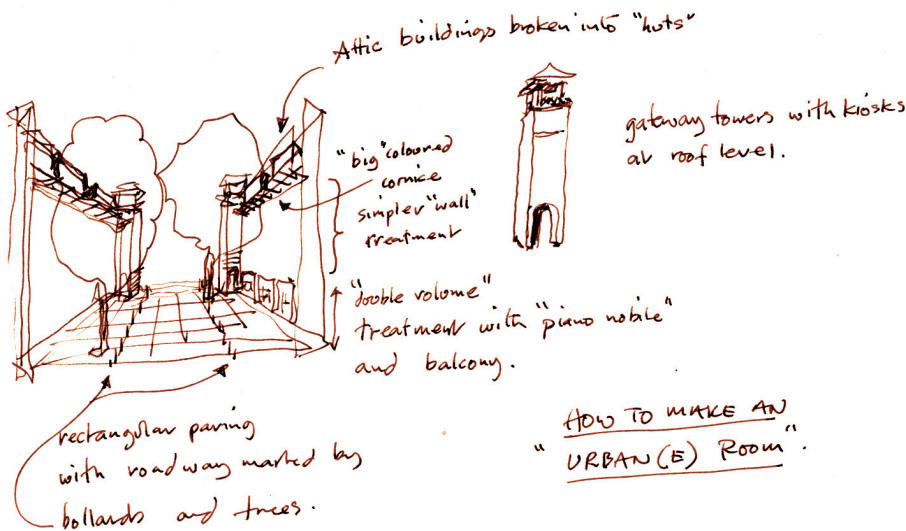 Attic buildings broken into "huts"
gateway towers with kiosks
at roof level.
"big" coloured
cornice
simpler "wall"
treatment
"double volume"
treatment with "piano nobile"
and balcony.
rectangular paving
with roadway marked by
bollards and trees.
HOW TO MAKE AN
"URBAN(E) ROOM".